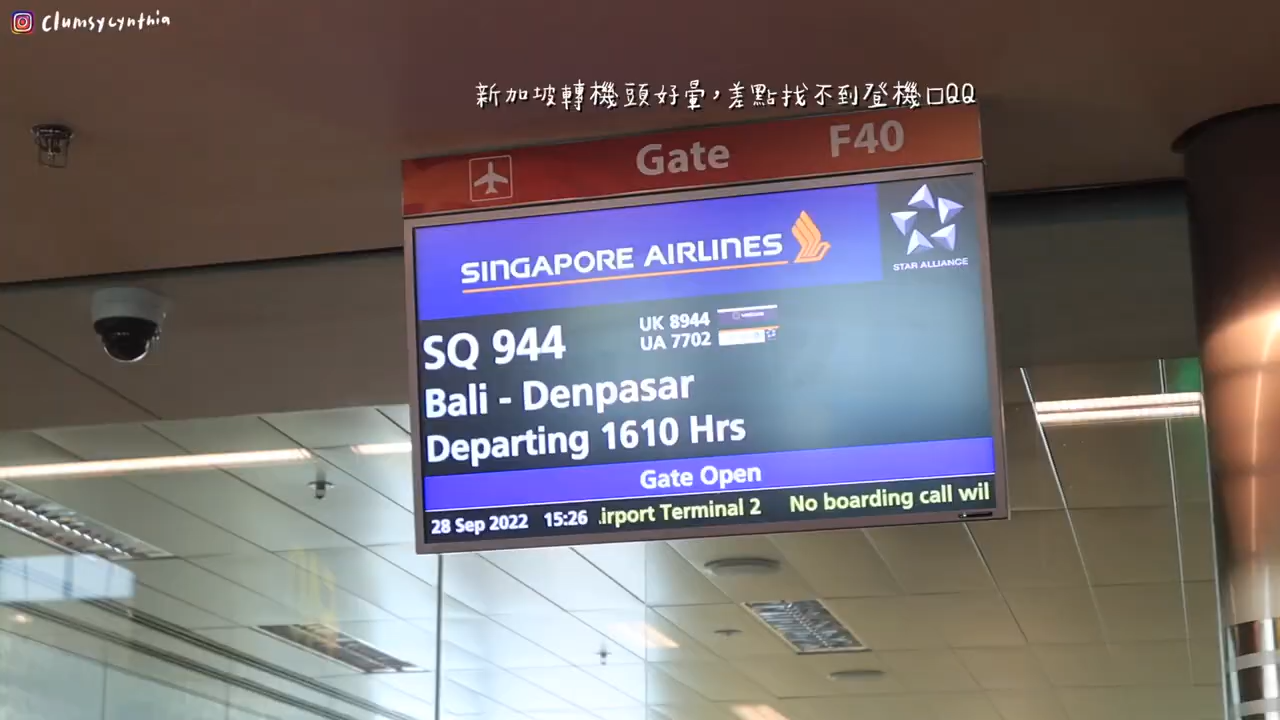 Clumsycynthia
新加坡轉機頭好暈，差點找不到登機口QQ
Gate F40
SINGAPORE AIRLINES
STAR ALLIANCE
SQ 944
UK 8944
UA 7702
Bali - Denpasar
Departing 1610 Hrs
Gate Open
28 Sep 2022 15:26 irport Terminal 2 No boarding call wil